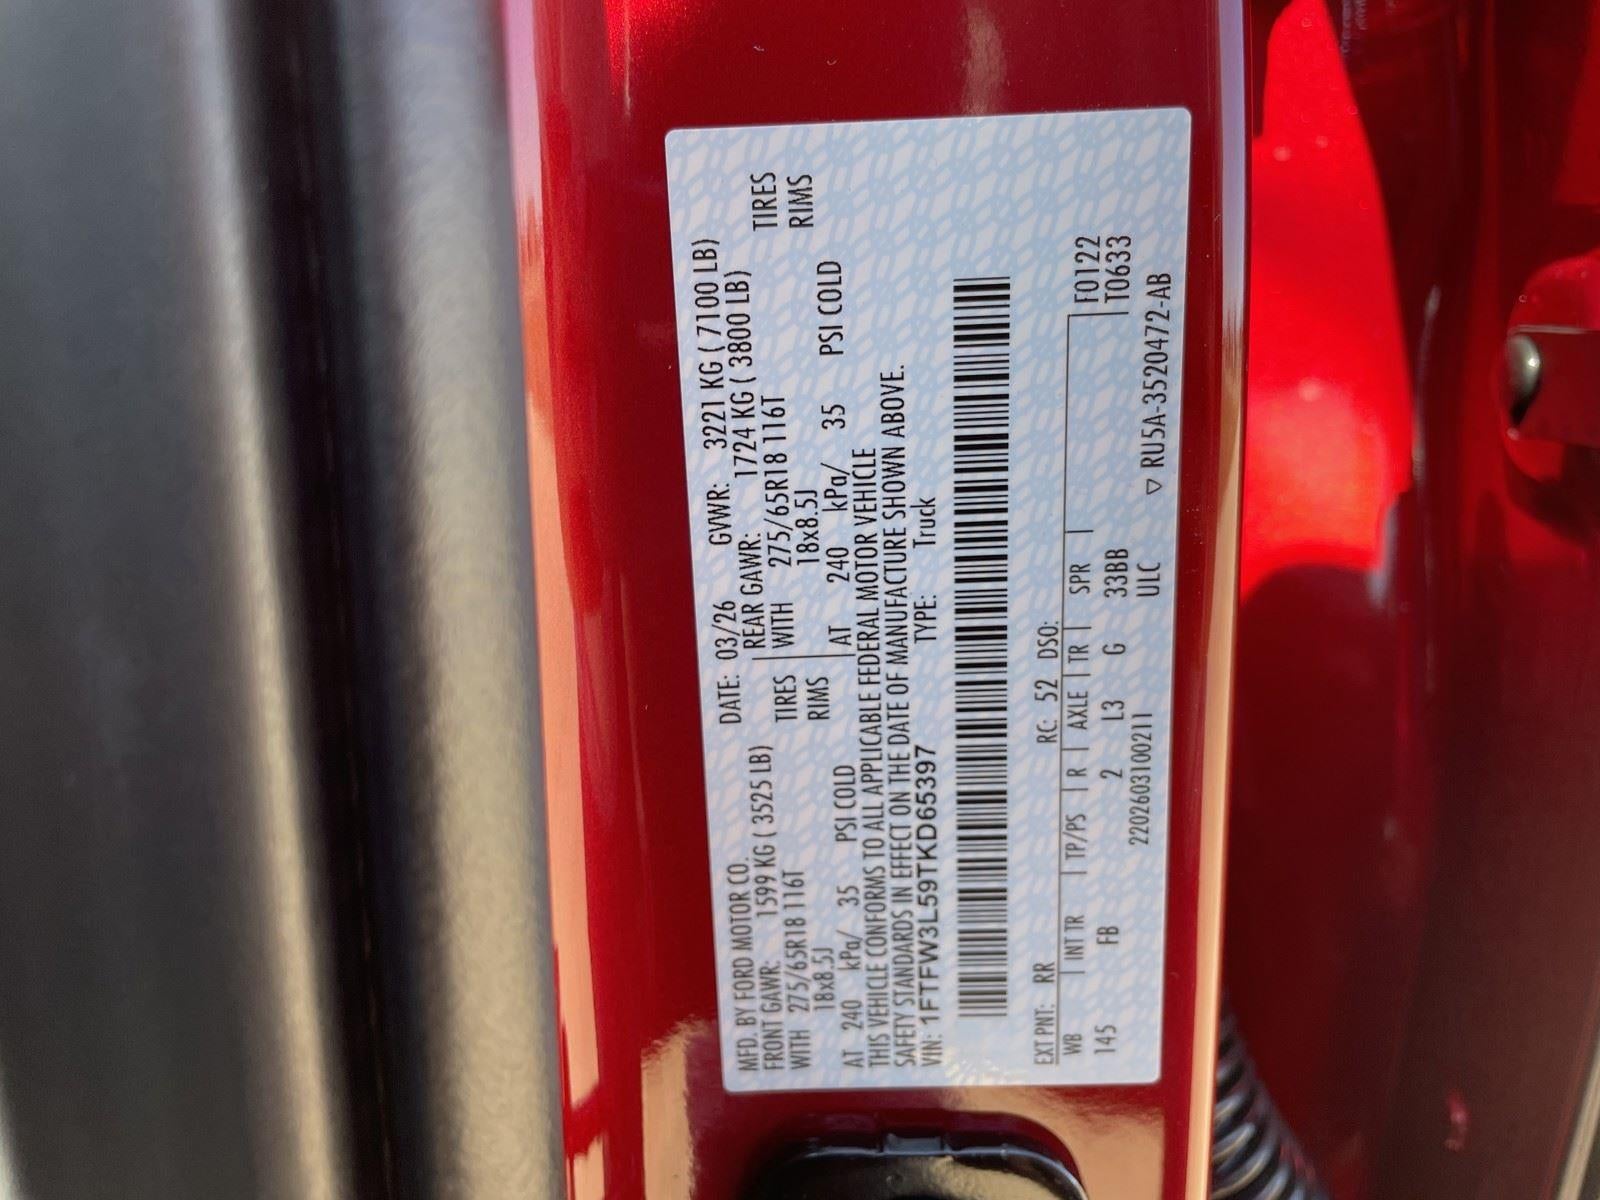 MFD. BY FORD MOTOR CO. DATE: 03/26 GVWR: 3221 KG ( 7100 LB)
FRONT GAWR: 1599 KG ( 3525 LB) REAR GAWR: 1724 KG ( 3800 LB)
WITH 275/65R18 116T TIRES WITH 275/65R18 116T TIRES
18x8.5J RIMS 18x8.5J RIMS
AT 240 kPa/ 35 PSI COLD AT 240 kPa/ 35 PSI COLD
THIS VEHICLE CONFORMS TO ALL APPLICABLE FEDERAL MOTOR VEHICLE
SAFETY STANDARDS IN EFFECT ON THE DATE OF MANUFACTURE SHOWN ABOVE.
VIN: 1FTFW3L59TKD65397 TYPE: Truck
EXT PNT: RR RC: 52 DSO:
WB INT TR TP/PS R AXLE TR SPR F0122
145 FB 2 L3 G 33BB T0633
2202603100211 ULC
▽ RU5A-3520472-AB